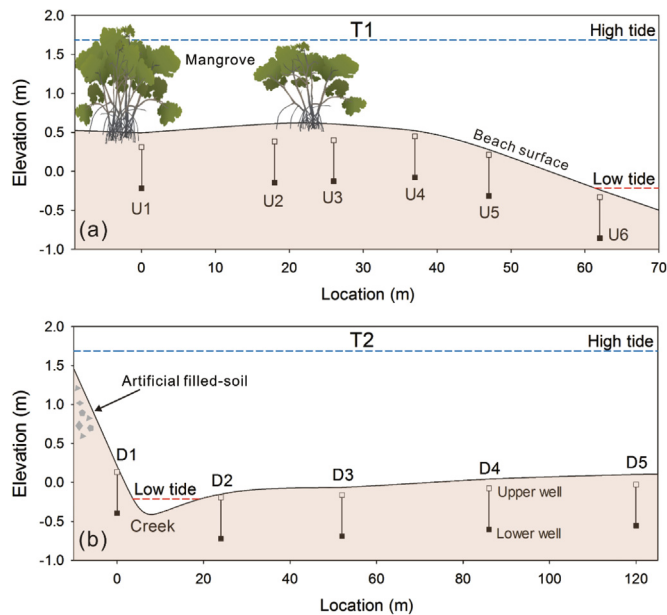 T1
High tide
Mangrove
Beach surface
Low tide
U1
U2
U3
U4
U5
U6
(a)
2.0
1.5
1.0
0.5
0.0
-0.5
-1.0
Elevation (m)
0
10
20
30
40
50
60
70
Location (m)
T2
High tide
Artificial filled-soil
D1
Low tide
D2
D3
D4
D5
Upper well
Lower well
Creek
(b)
2.0
1.5
1.0
0.5
0.0
-0.5
-1.0
Elevation (m)
0
20
40
60
80
100
120
Location (m)